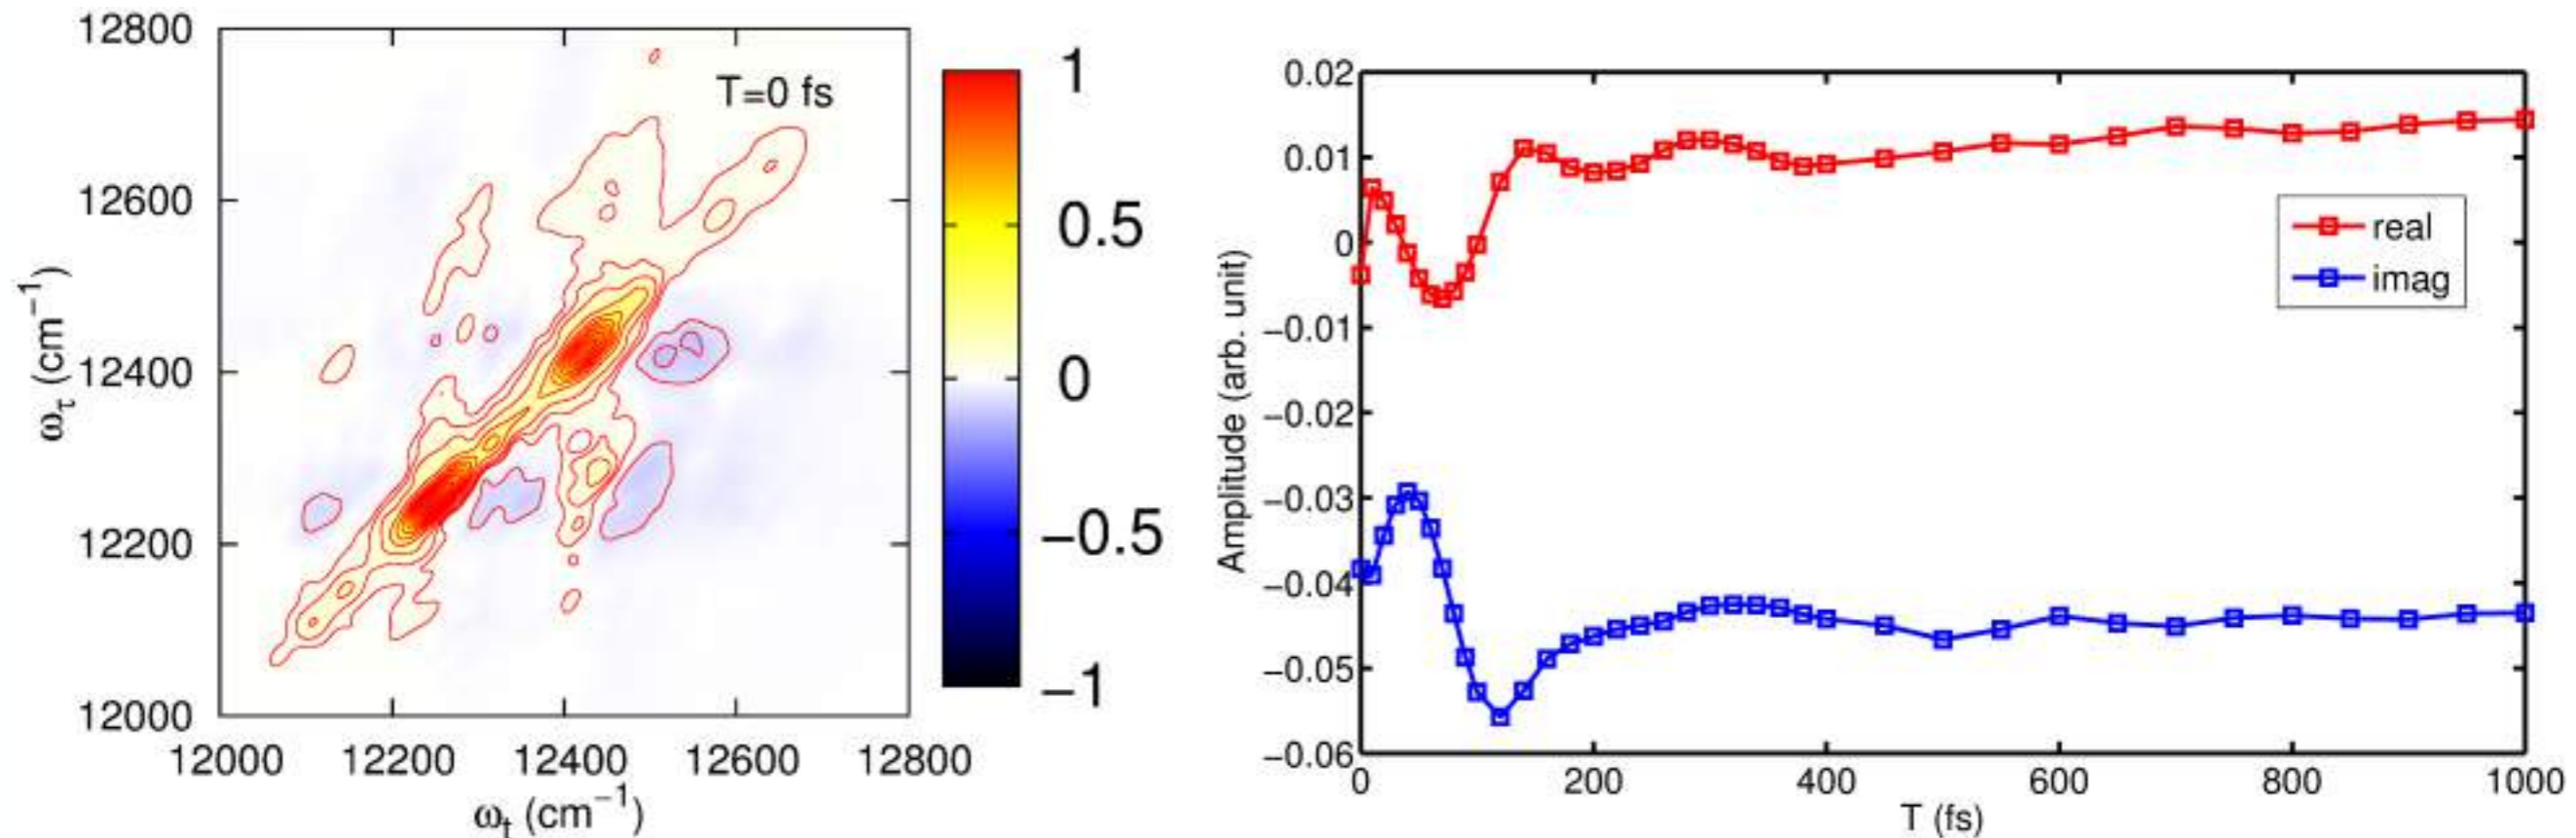 12800
12600
12400
12200
12000
12000 12200 12400 12600 12800
ω_τ (cm⁻¹)
ω_t (cm⁻¹)
T=0 fs
1
0.5
0
−0.5
−1
0.02
0.01
0
−0.01
−0.02
−0.03
−0.04
−0.05
−0.06
0 200 400 600 800 1000
Amplitude (arb. unit)
T (fs)
real
imag